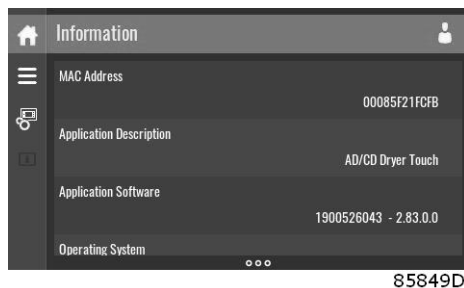 Information
MAC Address
00085F21FCFB
Application Description
AD/CD Dryer Touch
Application Software
1900526043 - 2.83.0.0
Operating System
85849D